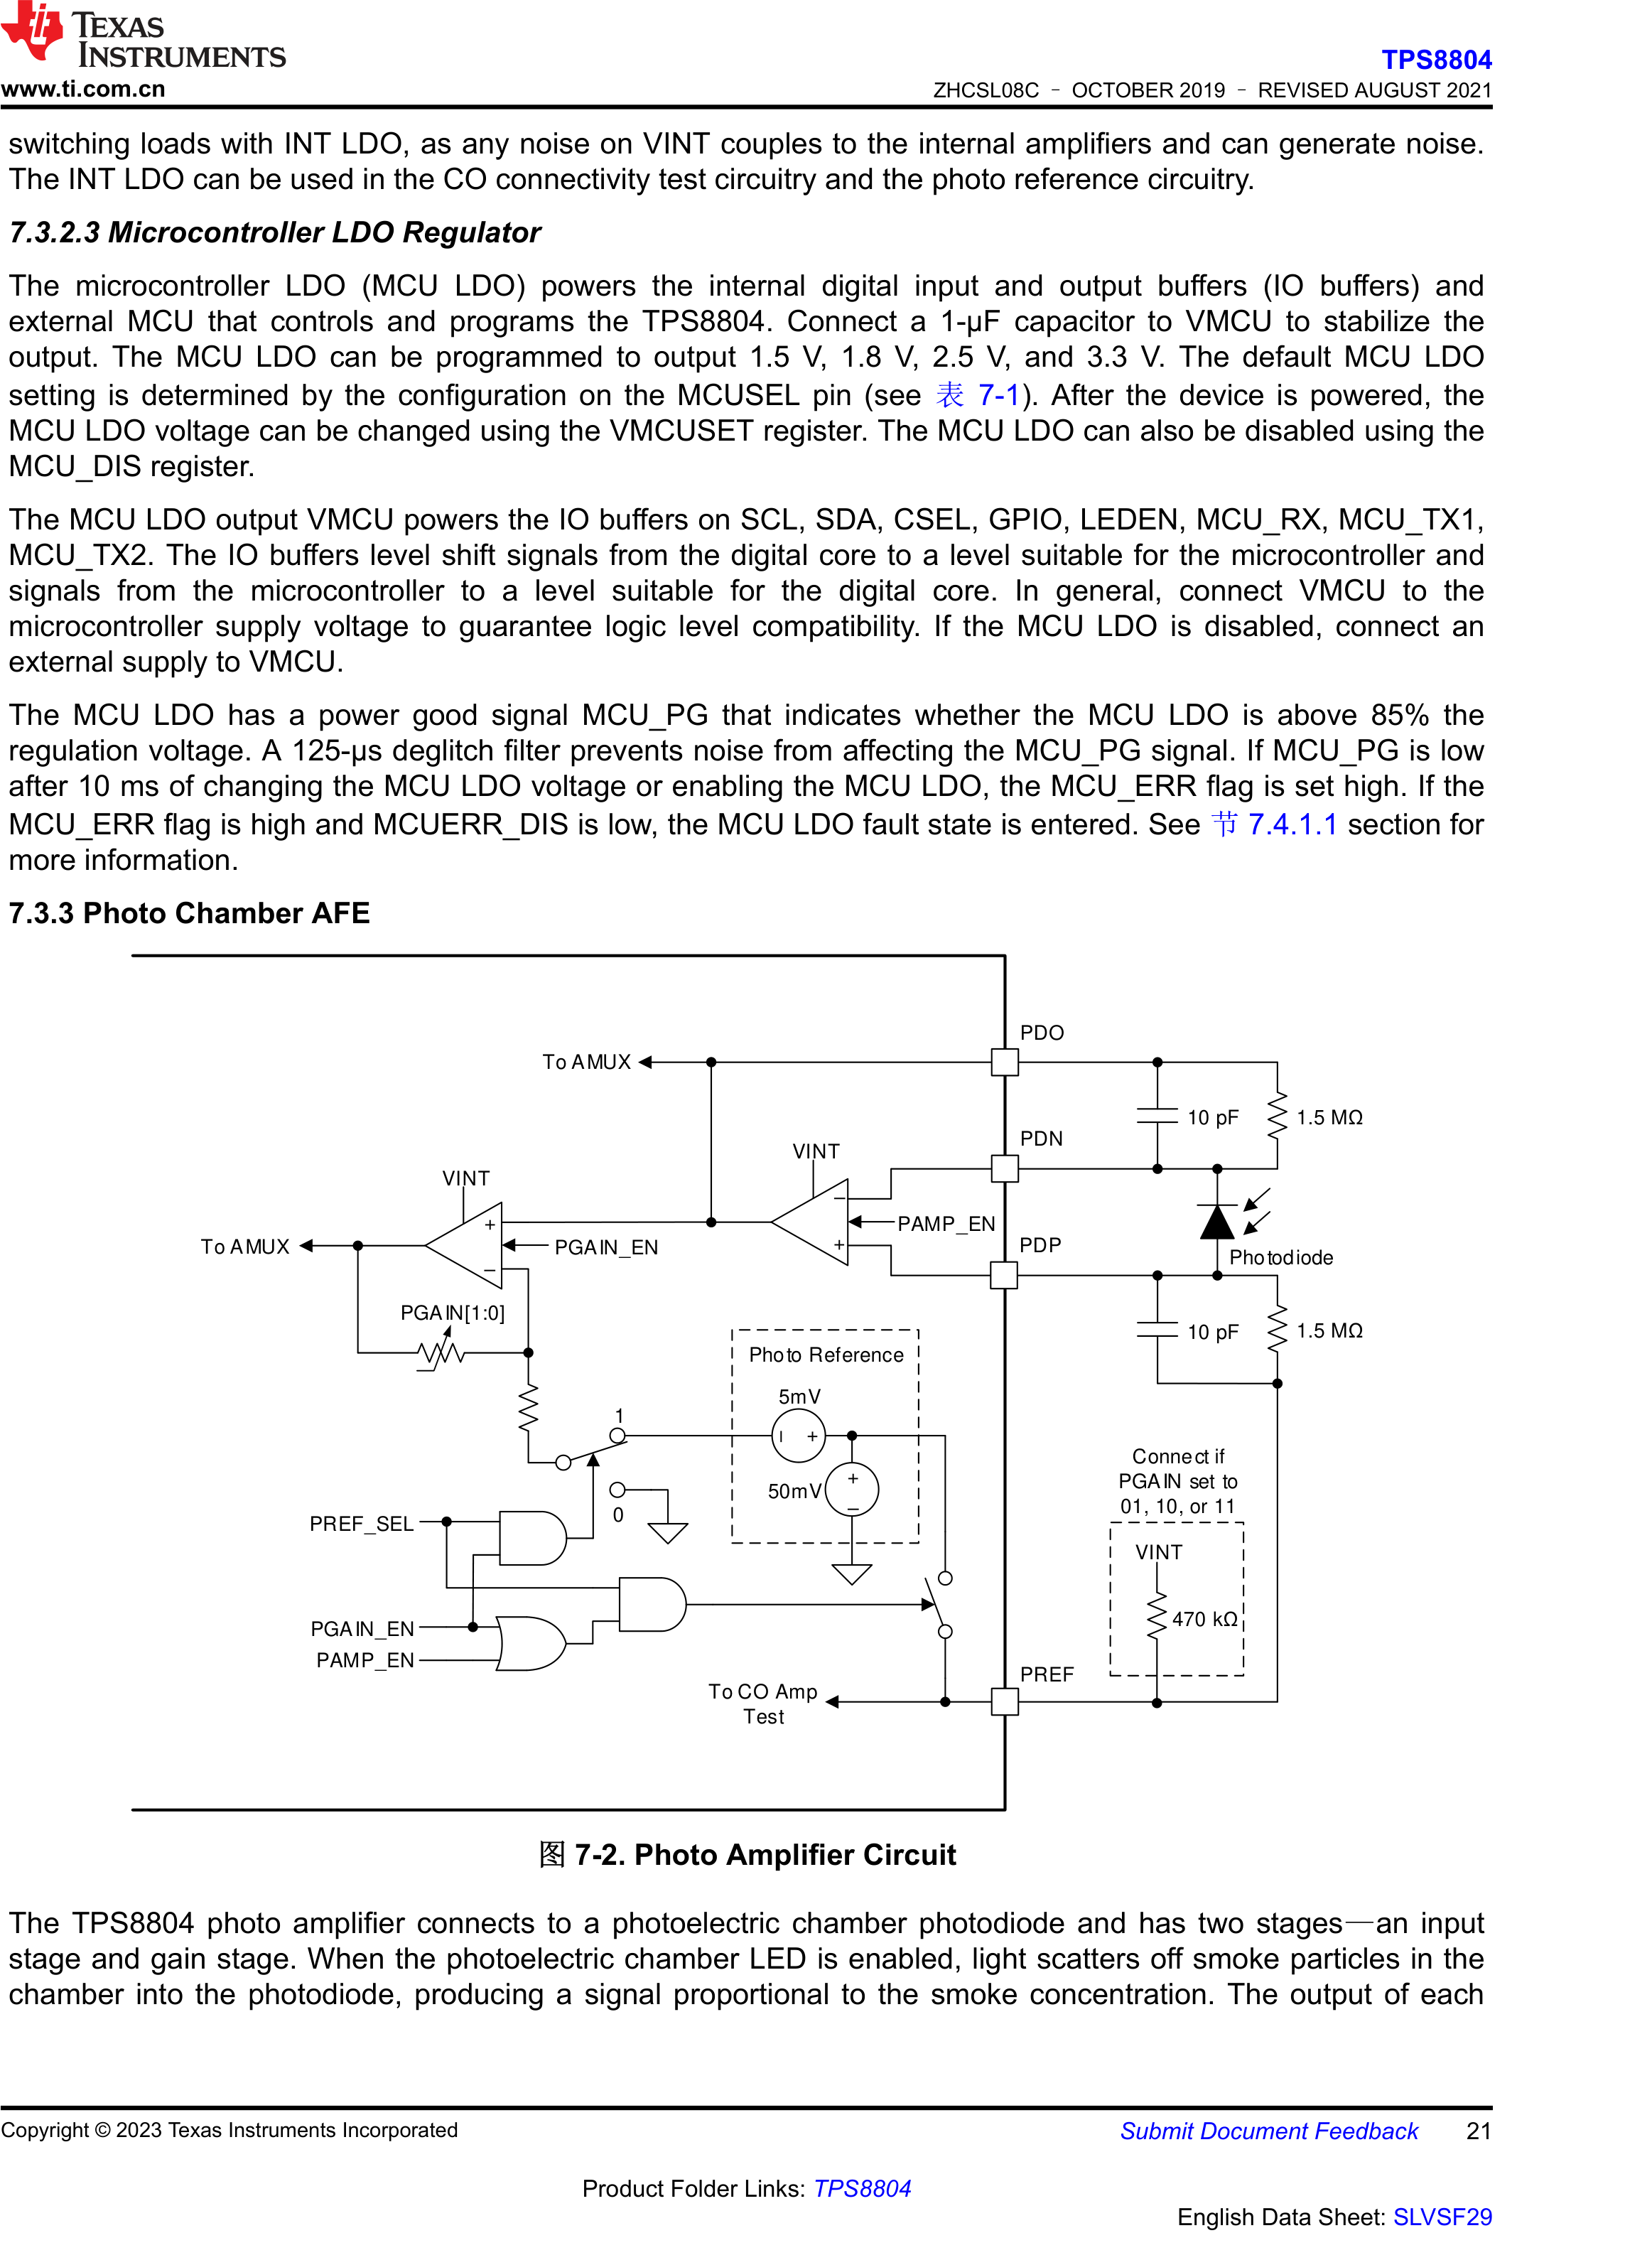 TEXAS
INSTRUMENTS
www.ti.com.cn
TPS8804
ZHCSL08C – OCTOBER 2019 – REVISED AUGUST 2021
switching loads with INT LDO, as any noise on VINT couples to the internal amplifiers and can generate noise.
The INT LDO can be used in the CO connectivity test circuitry and the photo reference circuitry.
7.3.2.3 Microcontroller LDO Regulator
The microcontroller LDO (MCU LDO) powers the internal digital input and output buffers (IO buffers) and
external MCU that controls and programs the TPS8804. Connect a 1-μF capacitor to VMCU to stabilize the
output. The MCU LDO can be programmed to output 1.5 V, 1.8 V, 2.5 V, and 3.3 V. The default MCU LDO
setting is determined by the configuration on the MCUSEL pin (see 表 7-1). After the device is powered, the
MCU LDO voltage can be changed using the VMCUSET register. The MCU LDO can also be disabled using the
MCU_DIS register.
The MCU LDO output VMCU powers the IO buffers on SCL, SDA, CSEL, GPIO, LEDEN, MCU_RX, MCU_TX1,
MCU_TX2. The IO buffers level shift signals from the digital core to a level suitable for the microcontroller and
signals from the microcontroller to a level suitable for the digital core. In general, connect VMCU to the
microcontroller supply voltage to guarantee logic level compatibility. If the MCU LDO is disabled, connect an
external supply to VMCU.
The MCU LDO has a power good signal MCU_PG that indicates whether the MCU LDO is above 85% the
regulation voltage. A 125-μs deglitch filter prevents noise from affecting the MCU_PG signal. If MCU_PG is low
after 10 ms of changing the MCU LDO voltage or enabling the MCU LDO, the MCU_ERR flag is set high. If the
MCU_ERR flag is high and MCUERR_DIS is low, the MCU LDO fault state is entered. See 节 7.4.1.1 section for
more information.
7.3.3 Photo Chamber AFE
PDO
To AMUX
10 pF
1.5 MΩ
PDN
VINT
VINT
PAMP_EN
PGAIN_EN
To AMUX
PDP
Photodiode
PGAIN[1:0]
10 pF
1.5 MΩ
Photo Reference
5mV
1
Connect if
PGAIN set to
01, 10, or 11
50mV
0
PREF_SEL
VINT
470 kΩ
PGAIN_EN
PAMP_EN
PREF
To CO Amp
Test
图 7-2. Photo Amplifier Circuit
The TPS8804 photo amplifier connects to a photoelectric chamber photodiode and has two stages—an input
stage and gain stage. When the photoelectric chamber LED is enabled, light scatters off smoke particles in the
chamber into the photodiode, producing a signal proportional to the smoke concentration. The output of each
Copyright © 2023 Texas Instruments Incorporated
Submit Document Feedback 21
Product Folder Links: TPS8804
English Data Sheet: SLVSF29